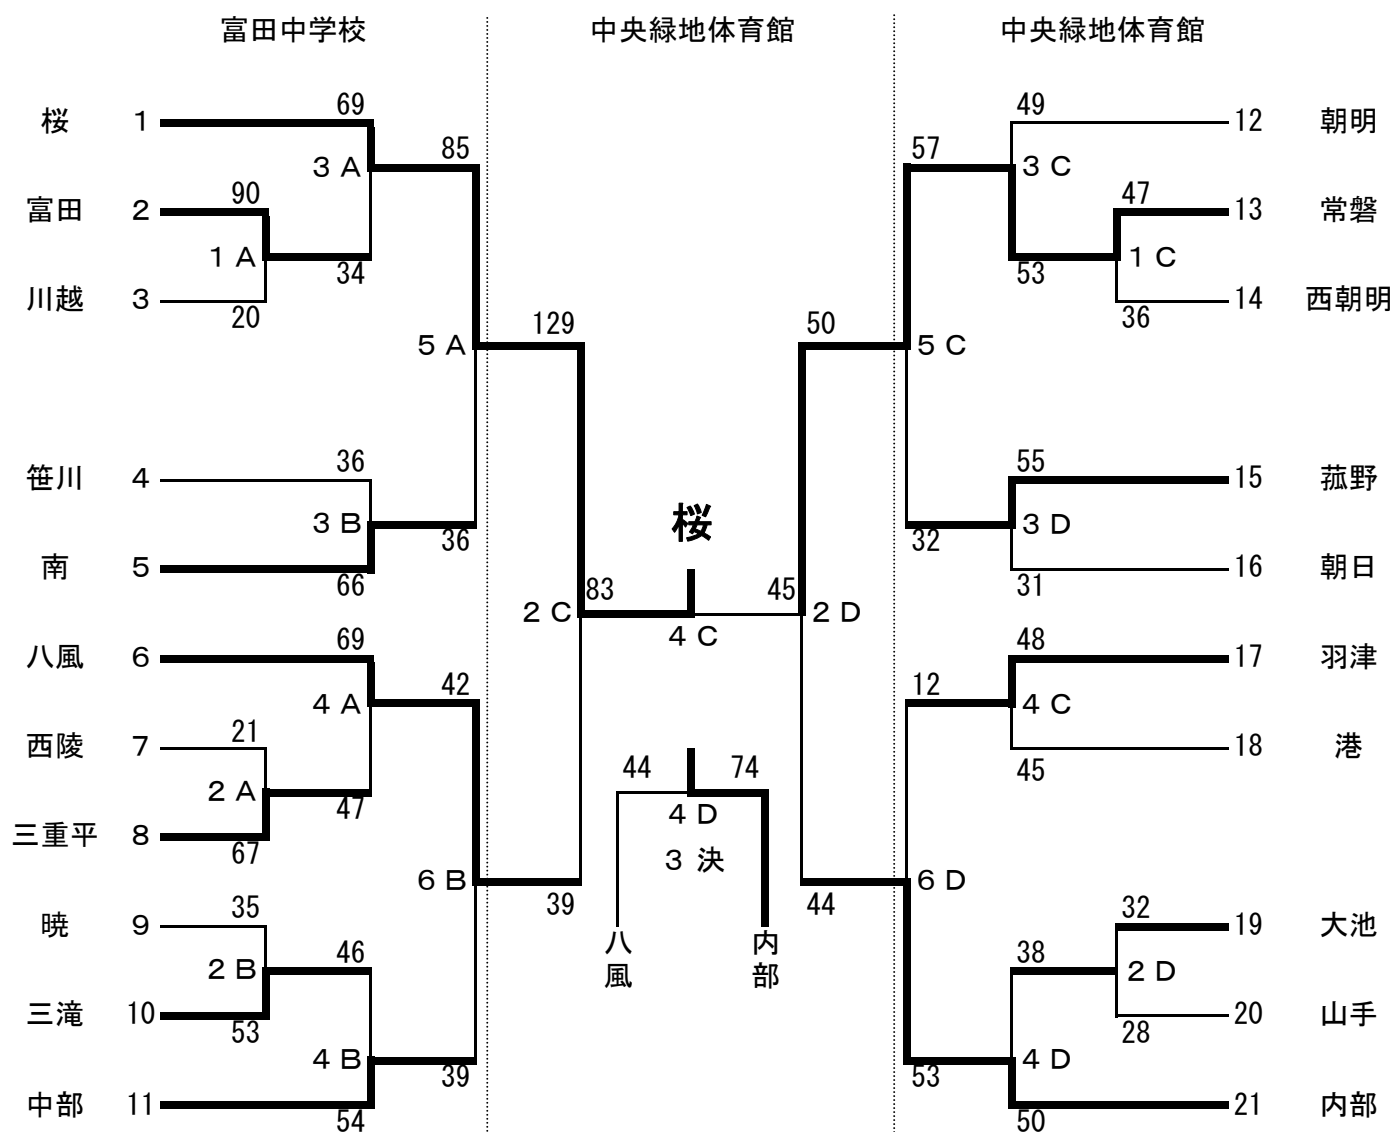 富田中学校 中央緑地体育館 中央緑地体育館
69 49
桜 1 12 朝明
85 57
3 A 3 C
90 47
富田 2 13 常磐
1 A 1 C
34 53
川越 3 14 西朝明
20 36
129 50
5 A 5 C
36 55
笹川 4 15 菰野
桜
3 B 3 D
36 32
南 5 16 朝日
66 83 45 31
2 C 2 D
4 C
69 48
八風 6 17 羽津
42 12
4 A 4 C
21
西陵 7 18 港
44 74 45
2 A
47 4 D
三重平 8
67 3 決
6 B 6 D
35 39 44 32
暁 9 19 大池
八風 内部
46 38
2 B 2 D
三滝 10 20 山手
53 28
4 B 4 D
39 53
中部 11 21 内部
54 50